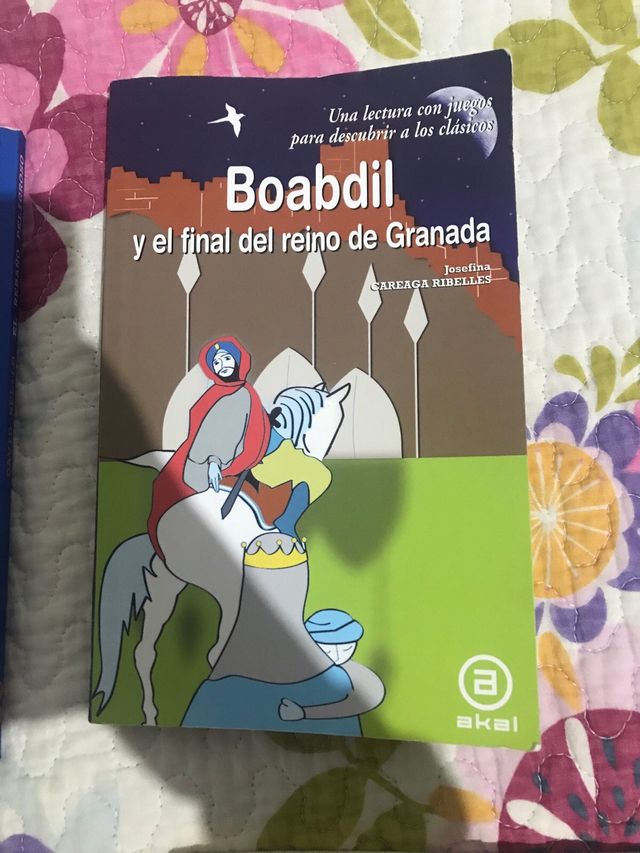 Una lectura con juegos
para descubrir a los clásicos
Boabdil
y el final del reino de Granada
Josefina
CAREAGA RIBELLES
a
akal